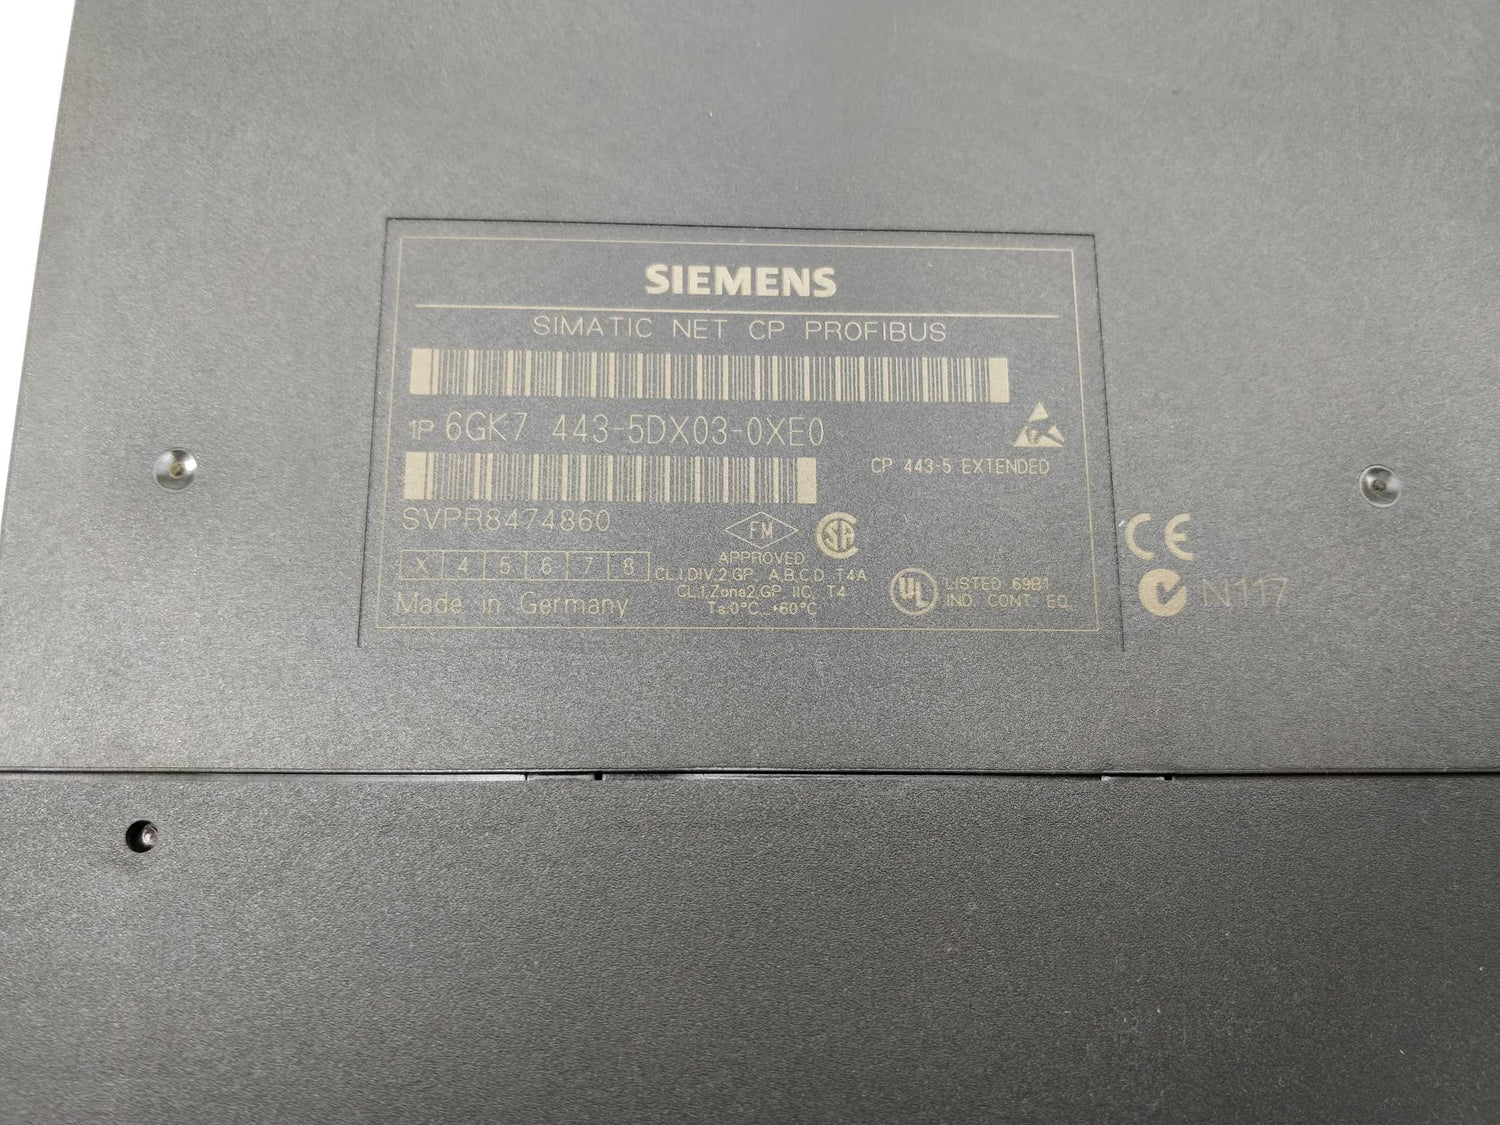 SIEMENS
SIMATIC NET CP PROFIBUS
1P 6GK7 443-5DX03-0XE0
CP 443-5 EXTENDED
SVPR8474860
X 4 5 6 7 8
Made in Germany
FM
APPROVED
CL.I,DIV.2 GP. A,B,C,D T4A
CL.1,Zone2,GP. IIC, T4
Ta:0°C...+60°C
SA
UL
LISTED 69B1
IND. CONT. EQ.
CE
N117